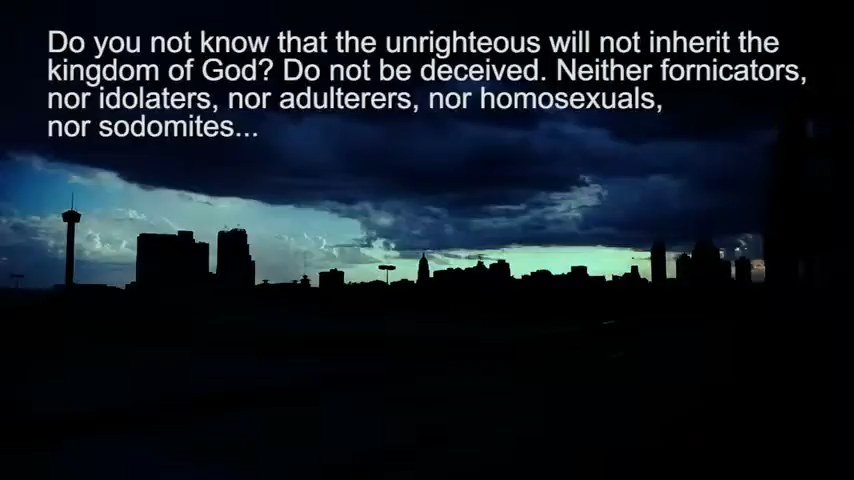 Do you not know that the unrighteous will not inherit the
kingdom of God? Do not be deceived. Neither fornicators,
nor idolaters, nor adulterers, nor homosexuals,
nor sodomites...